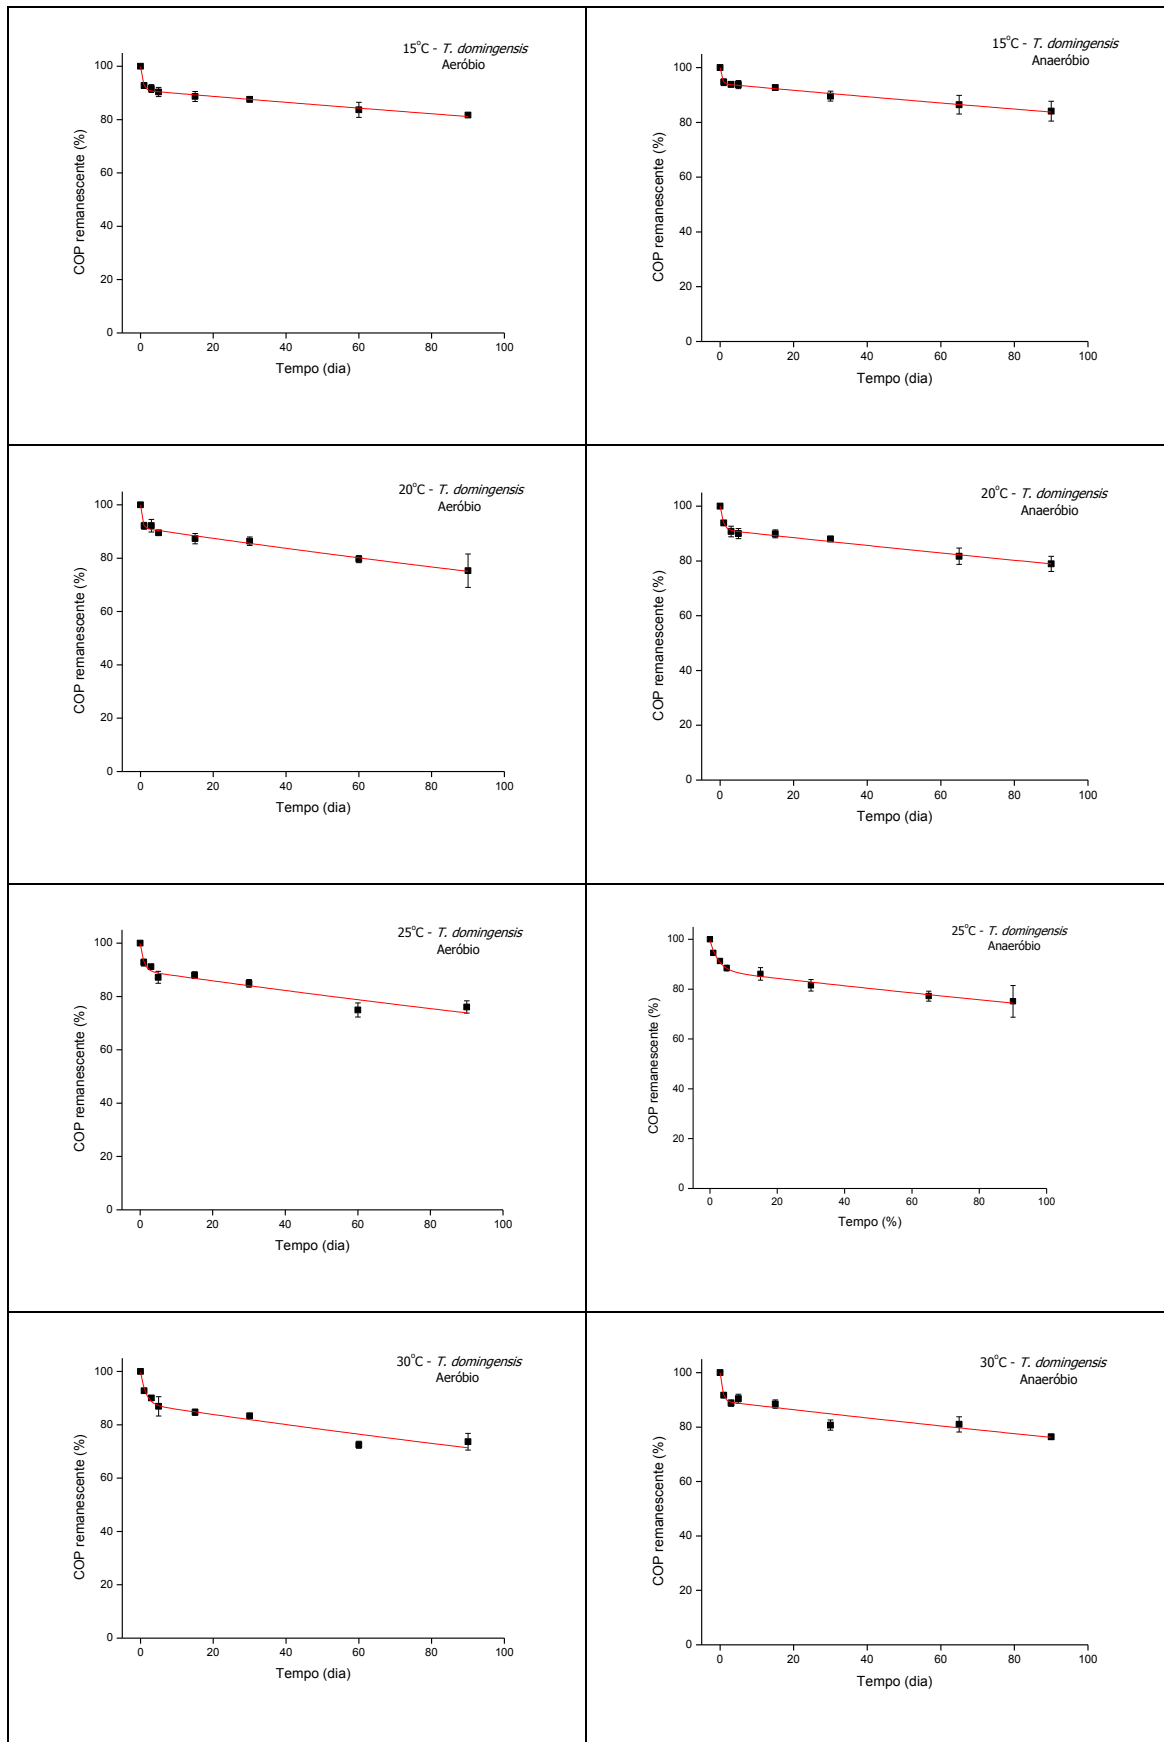 15°C - T. domingensis
Aeróbio
COP remanescente (%)
100
80
60
40
20
0
0 20 40 60 80 100
Tempo (dia)
15°C - T. domingensis
Anaeróbio
COP remanescente (%)
100
80
60
40
20
0
0 20 40 60 80 100
Tempo (dia)
20°C - T. domingensis
Aeróbio
COP remanescente (%)
100
80
60
40
20
0
0 20 40 60 80 100
Tempo (dia)
20°C - T. domingensis
Anaeróbio
COP remanescente (%)
100
80
60
40
20
0
0 20 40 60 80 100
Tempo (dia)
25°C - T. domingensis
Aeróbio
COP remanescente (%)
100
80
60
40
20
0
0 20 40 60 80 100
Tempo (dia)
25°C - T. domingensis
Anaeróbio
COP remanescente (%)
100
80
60
40
20
0
0 20 40 60 80 100
Tempo (%)
30°C - T. domingensis
Aeróbio
COP remanescente (%)
100
80
60
40
20
0
0 20 40 60 80 100
Tempo (dia)
30°C - T. domingensis
Anaeróbio
COP remanescente (%)
100
80
60
40
20
0
0 20 40 60 80 100
Tempo (dia)